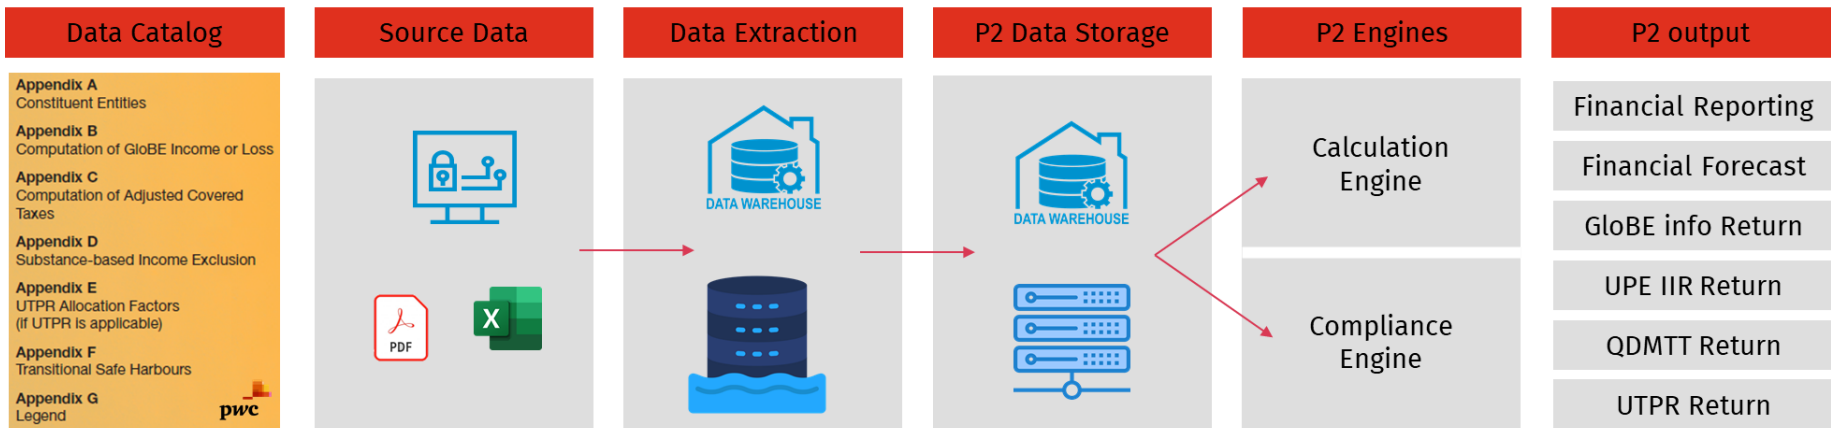 Data Catalog
Source Data
Data Extraction
P2 Data Storage
P2 Engines
P2 output
Appendix A
Constituent Entities
Appendix B
Computation of GloBE Income or Loss
Appendix C
Computation of Adjusted Covered
Taxes
Appendix D
Substance-based Income Exclusion
Appendix E
UTPR Allocation Factors
(if UTPR is applicable)
Appendix F
Transitional Safe Harbours
Appendix G
Legend
pwc
PDF
X
DATA WAREHOUSE
DATA WAREHOUSE
Calculation
Engine
Compliance
Engine
Financial Reporting
Financial Forecast
GloBE info Return
UPE IIR Return
QDMTT Return
UTPR Return